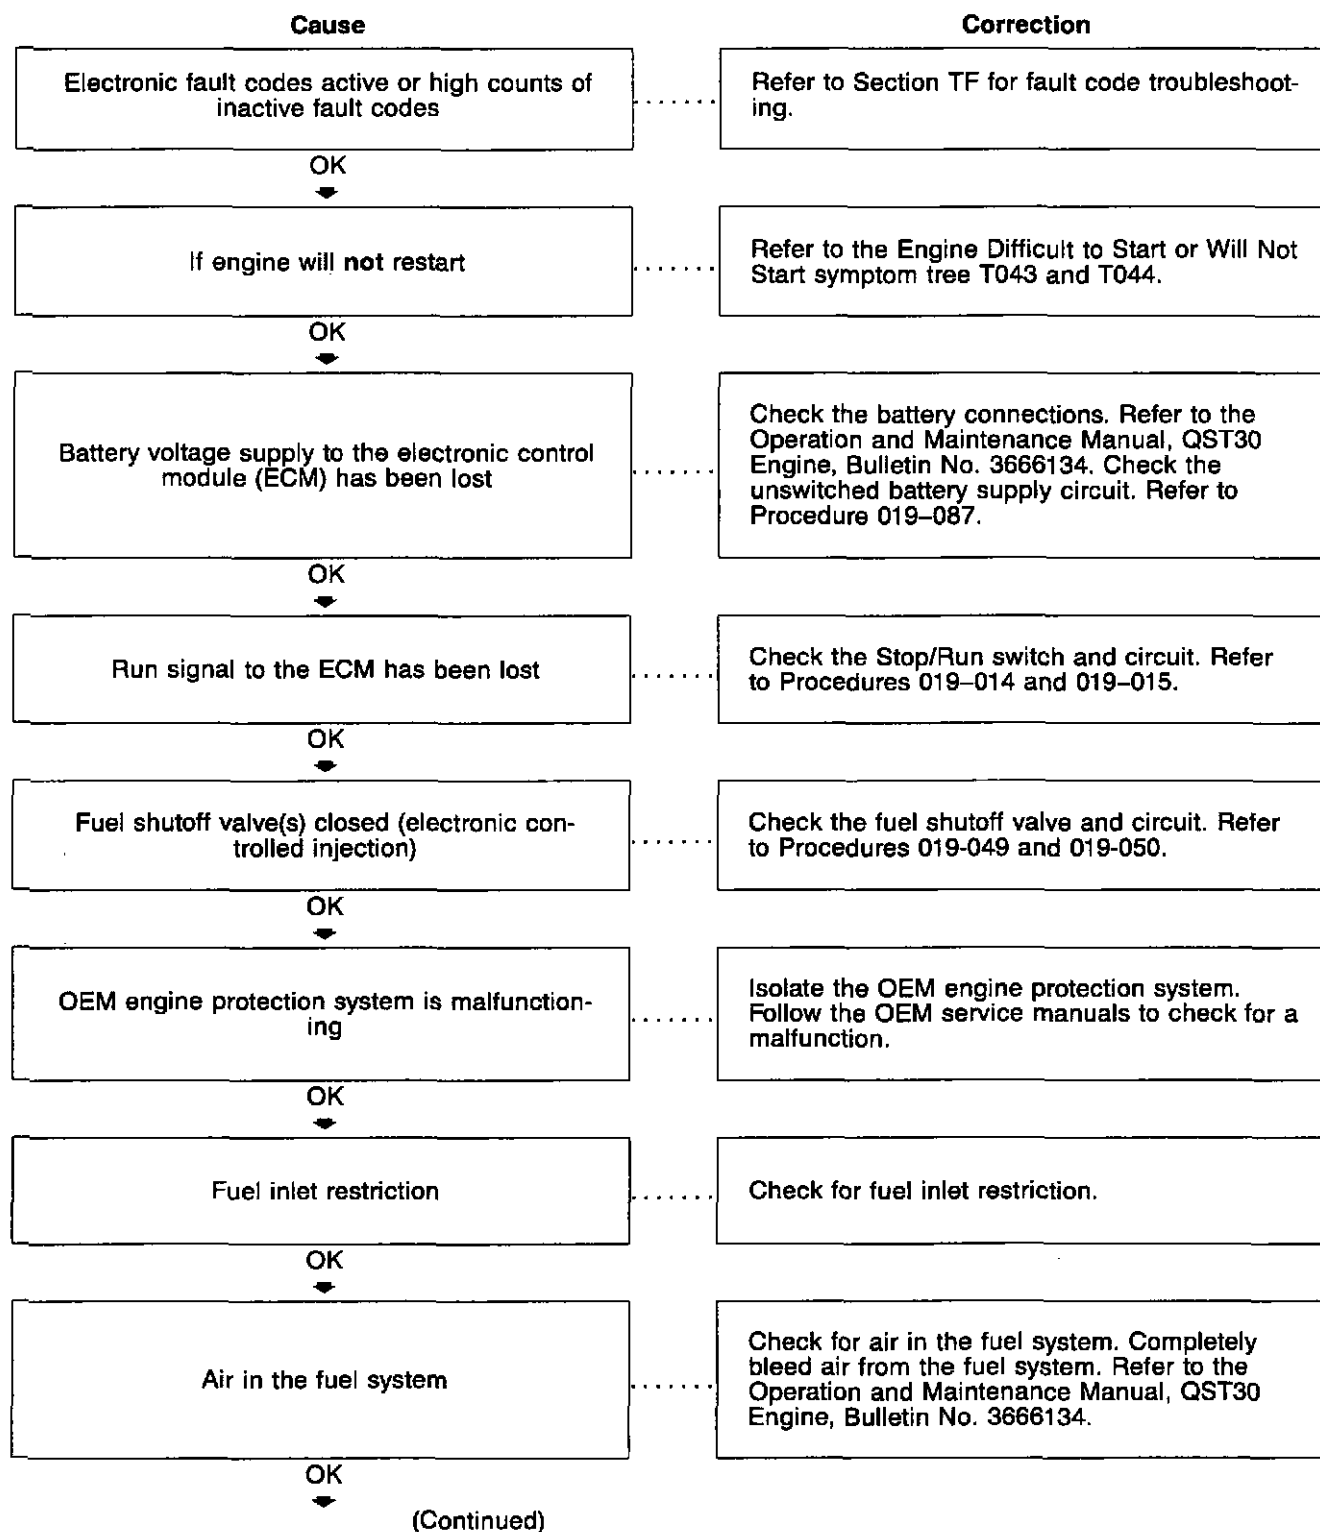 Cause
Correction
Electronic fault codes active or high counts of
inactive fault codes
Refer to Section TF for fault code troubleshoot-
ing.
OK
If engine will not restart
Refer to the Engine Difficult to Start or Will Not
Start symptom tree T043 and T044.
OK
Battery voltage supply to the electronic control
module (ECM) has been lost
Check the battery connections. Refer to the
Operation and Maintenance Manual, QST30
Engine, Bulletin No. 3666134. Check the
unswitched battery supply circuit. Refer to
Procedure 019–087.
OK
Run signal to the ECM has been lost
Check the Stop/Run switch and circuit. Refer
to Procedures 019–014 and 019–015.
OK
Fuel shutoff valve(s) closed (electronic con-
trolled injection)
Check the fuel shutoff valve and circuit. Refer
to Procedures 019-049 and 019-050.
OK
OEM engine protection system is malfunction-
ing
Isolate the OEM engine protection system.
Follow the OEM service manuals to check for a
malfunction.
OK
Fuel inlet restriction
Check for fuel inlet restriction.
OK
Air in the fuel system
Check for air in the fuel system. Completely
bleed air from the fuel system. Refer to the
Operation and Maintenance Manual, QST30
Engine, Bulletin No. 3666134.
OK
(Continued)